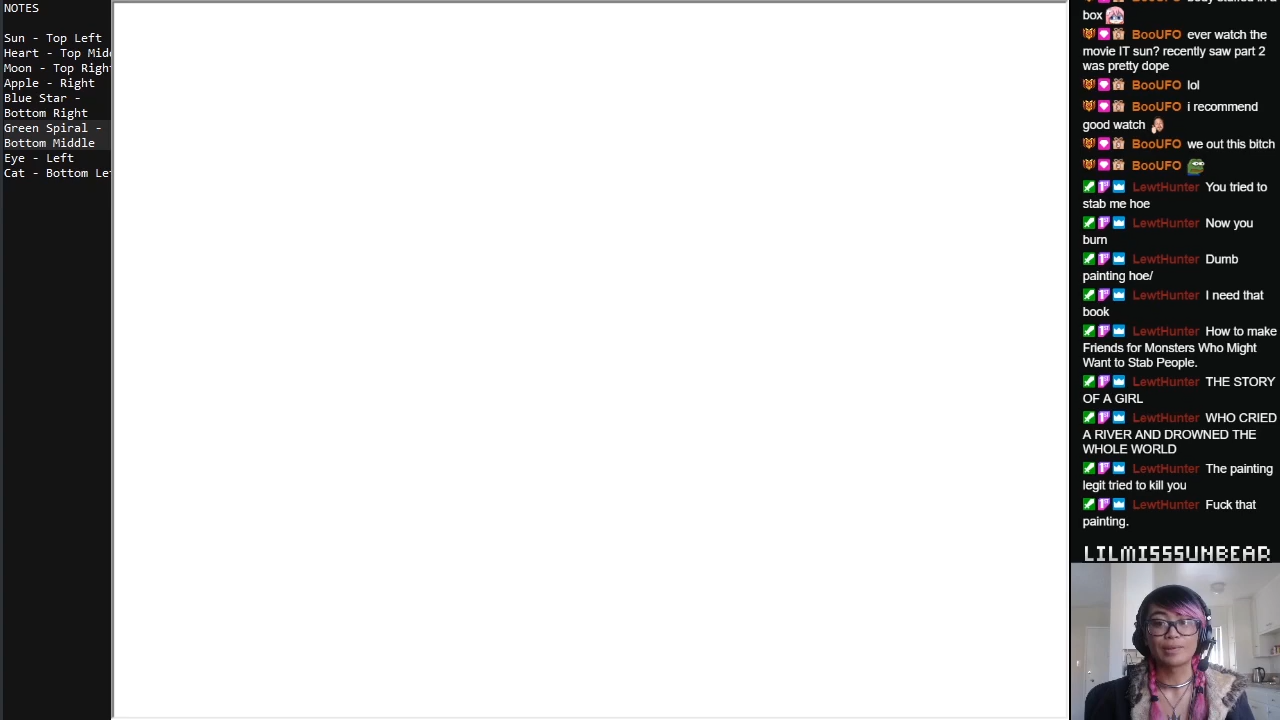 NOTES
Sun - Top Left
Heart - Top Midd
Moon - Top Right
Apple - Right
Blue Star -
Bottom Right
Green Spiral -
Bottom Middle
Eye - Left
Cat - Bottom Le
box
BooUFO ever watch the
movie IT sun? recently saw part 2
was pretty dope
BooUFO lol
BooUFO i recommend
good watch
BooUFO we out this bitch
BooUFO
LewtHunter You tried to
stab me hoe
LewtHunter Now you
burn
LewtHunter Dumb
painting hoe/
LewtHunter I need that
book
LewtHunter How to make
Friends for Monsters Who Might
Want to Stab People.
LewtHunter THE STORY
OF A GIRL
LewtHunter WHO CRIED
A RIVER AND DROWNED THE
WHOLE WORLD
LewtHunter The painting
legit tried to kill you
LewtHunter Fuck that
painting.
LILMISSSUNBEAR